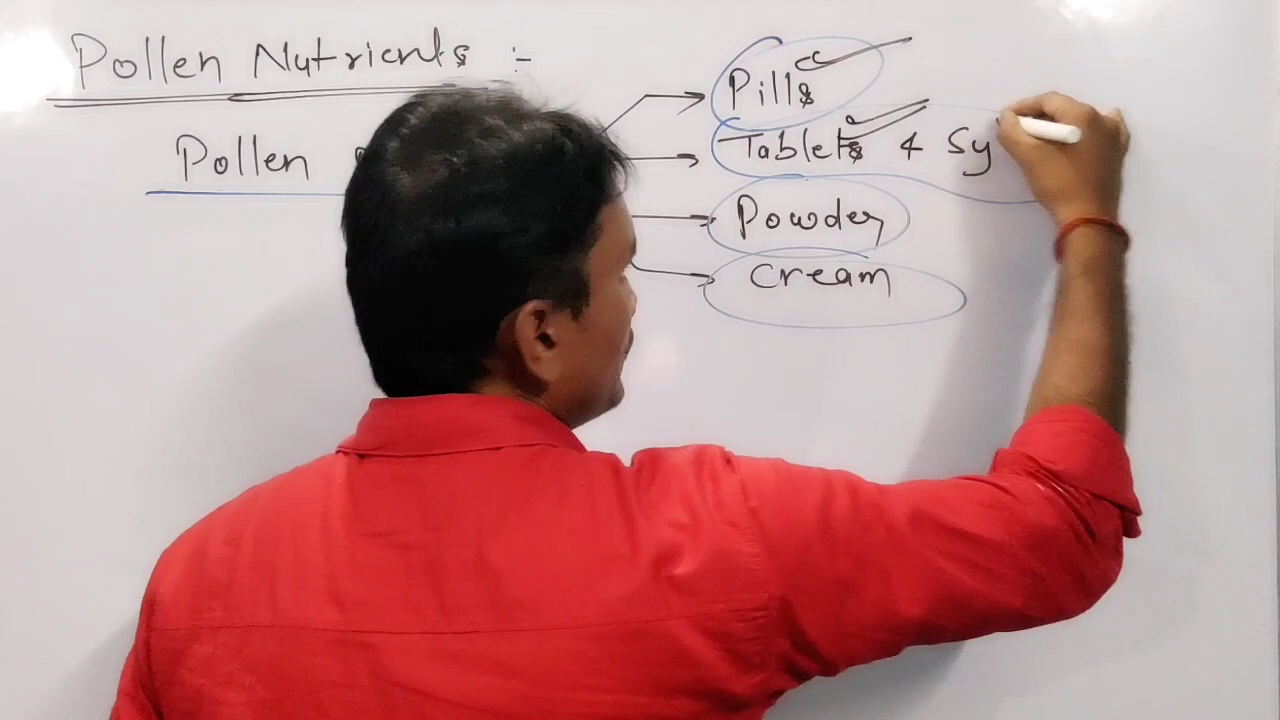 Pollen Nutrients :-
Pollen
Pills
Tablets & Sy
Powder
Cream